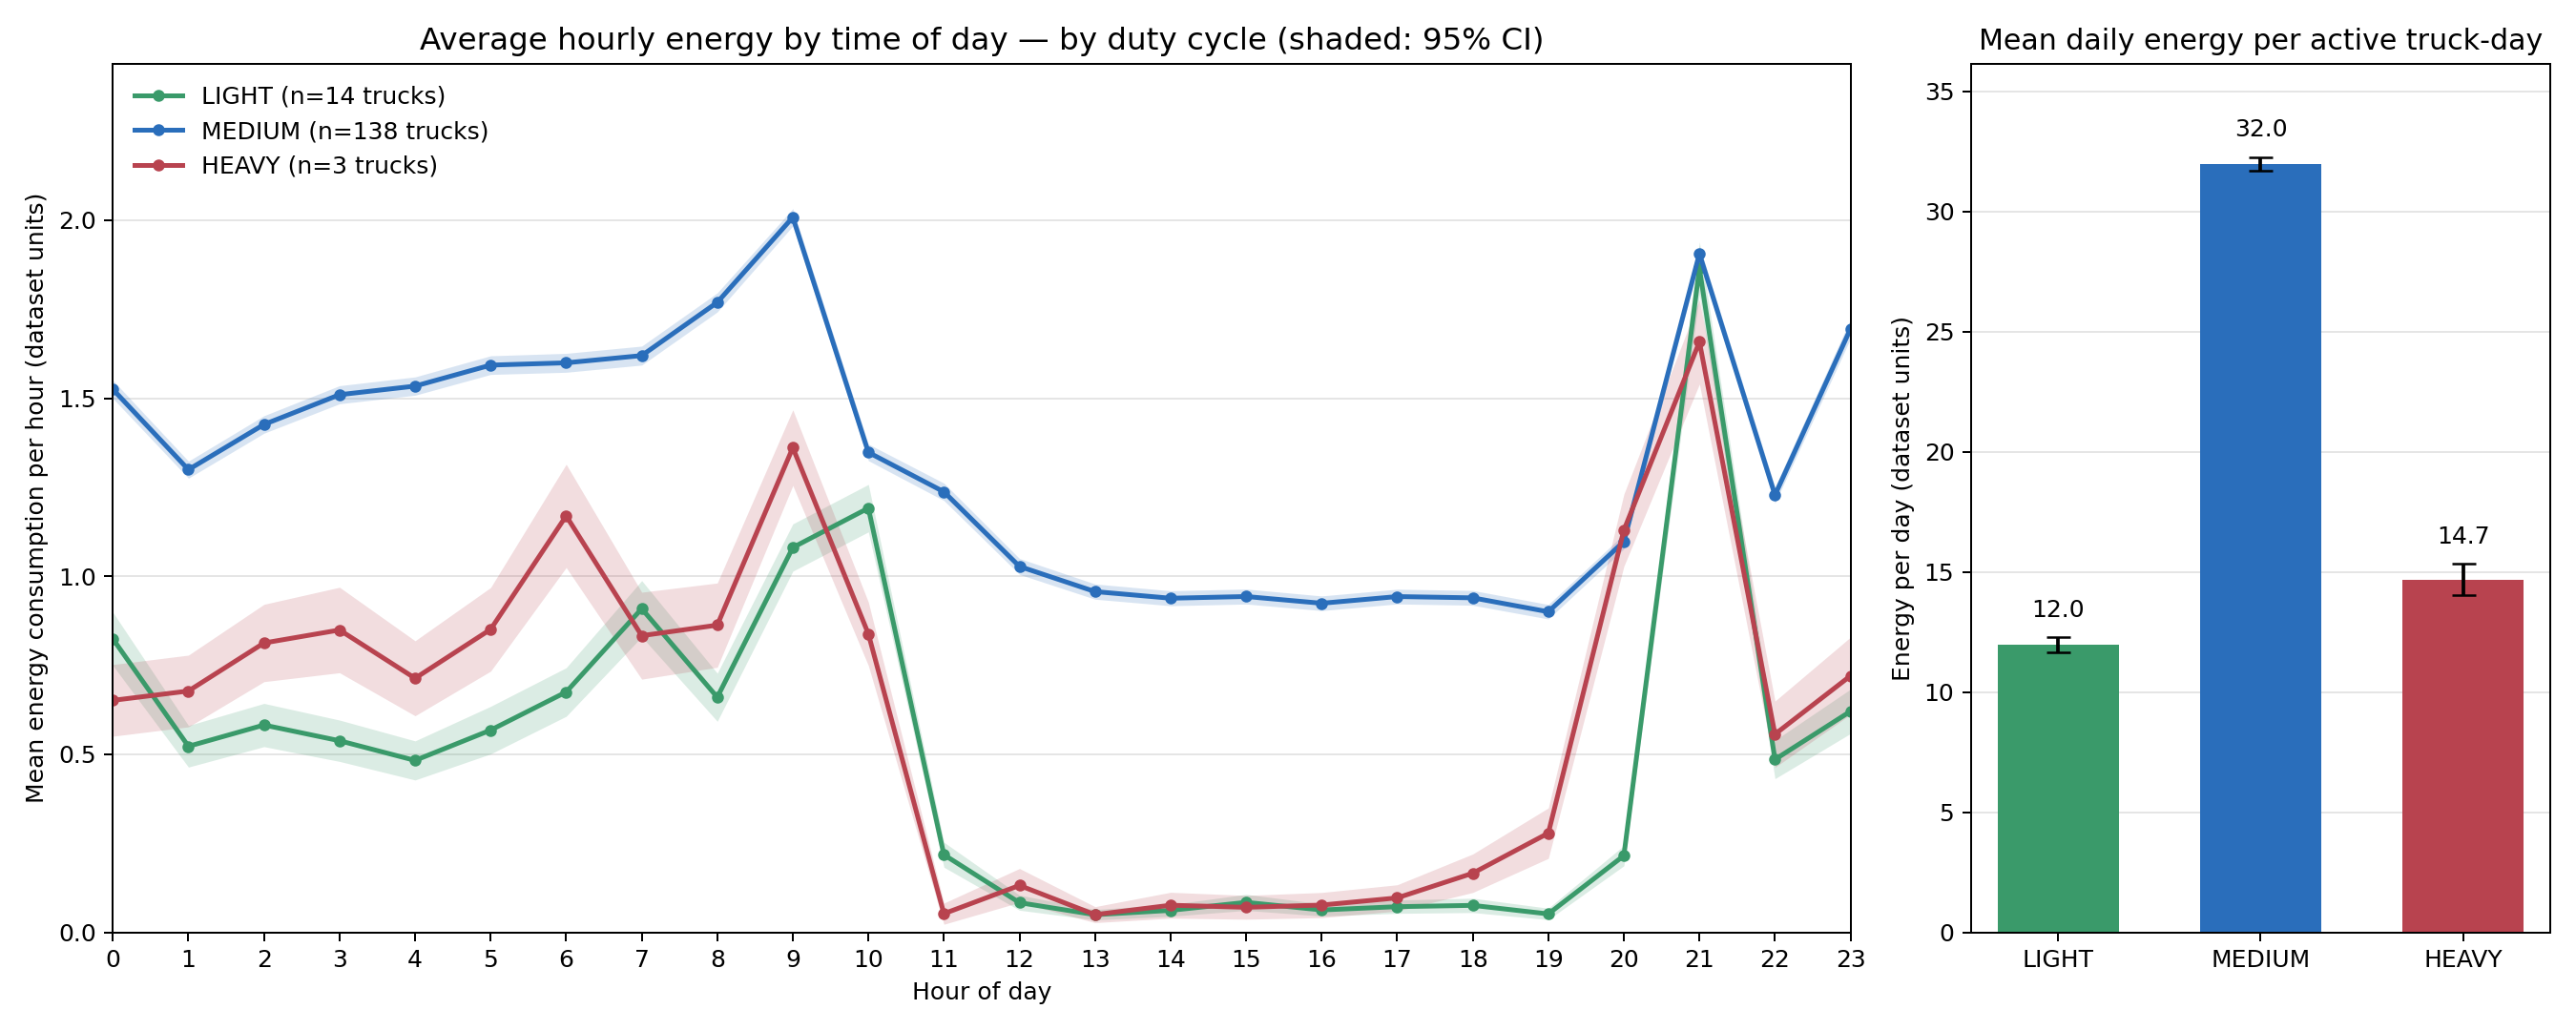 Average hourly energy by time of day — by duty cycle (shaded: 95% CI)
LIGHT (n=14 trucks)
MEDIUM (n=138 trucks)
HEAVY (n=3 trucks)
Mean energy consumption per hour (dataset units)
2.0
1.5
1.0
0.5
0.0
0 1 2 3 4 5 6 7 8 9 10 11 12 13 14 15 16 17 18 19 20 21 22 23
Hour of day
Mean daily energy per active truck-day
Energy per day (dataset units)
35
30
25
20
15
10
5
0
12.0
32.0
14.7
LIGHT MEDIUM HEAVY